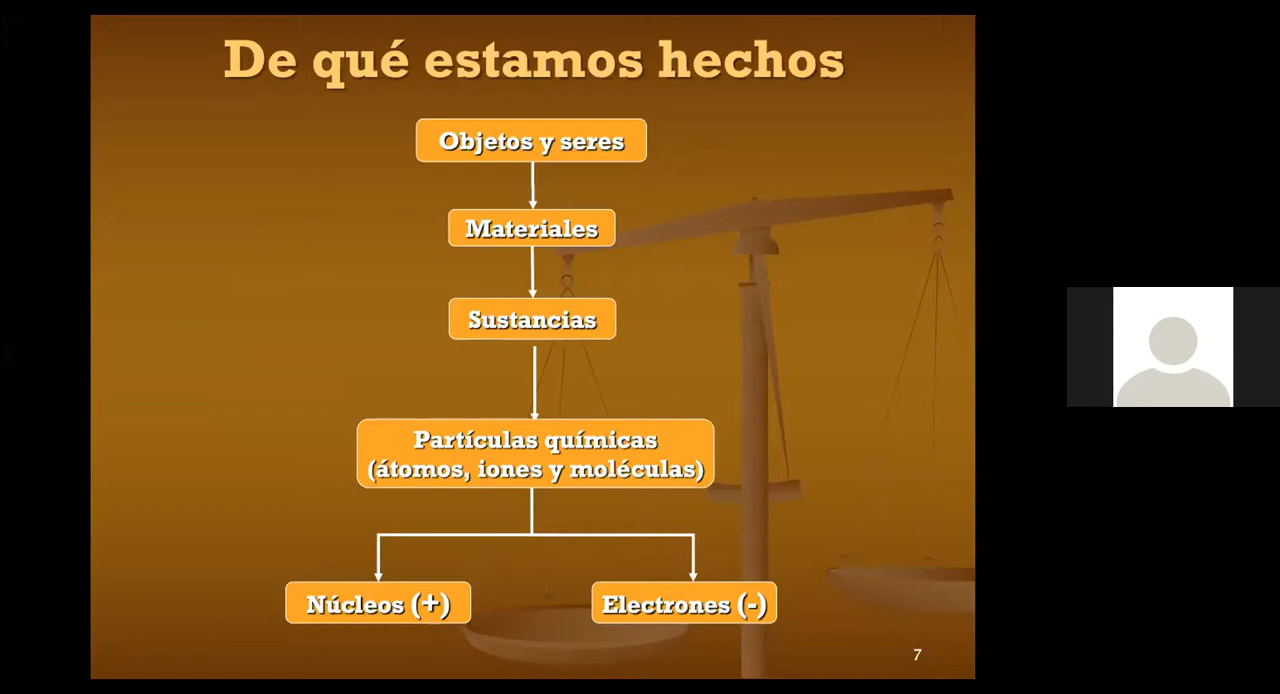 De qué estamos hechos
Objetos y seres
Materiales
Sustancias
Partículas químicas
(átomos, iones y moléculas)
Núcleos (+)
Electrones (-)
7